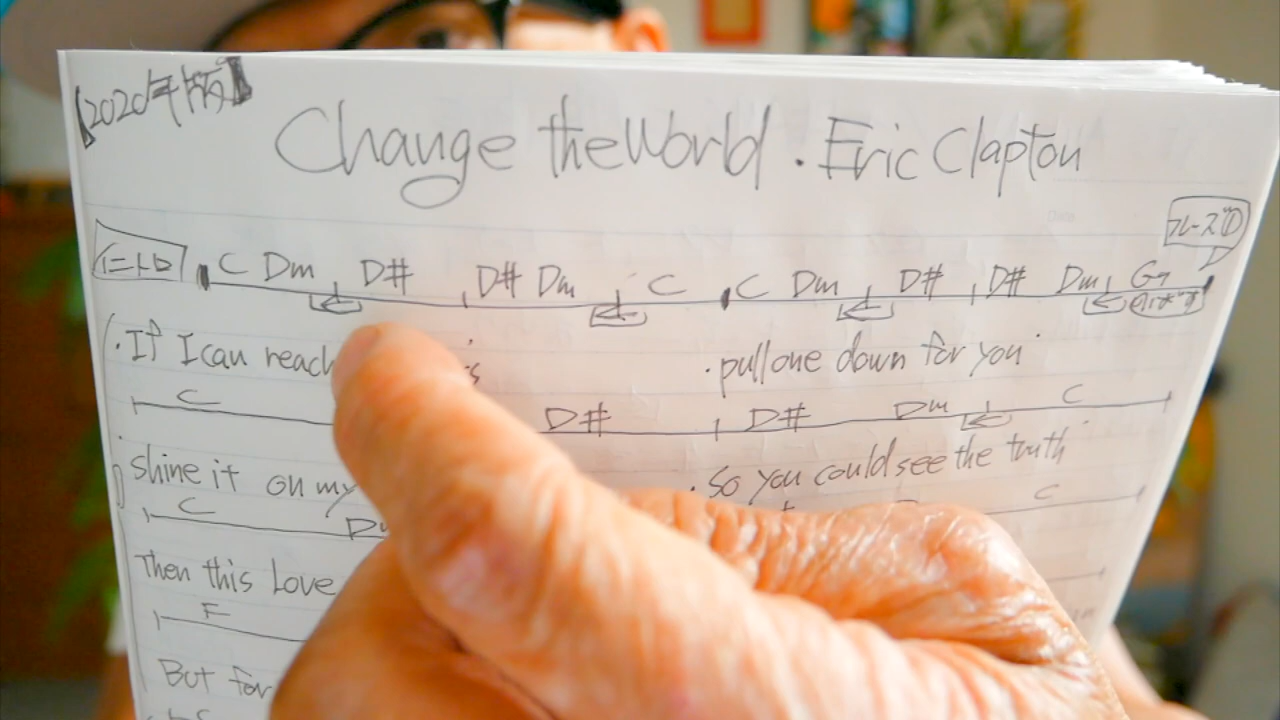 【2020年版】
Change the World . Eric Clapton
フレーズ①
イントロ C Dm D# D# Dm C C Dm D# D# Dm G7
・If I can reach s ・pull one down for you
C D# D# Dm C
shine it on my ・So you could see the truth
C Dm C
Then this Love
F
But for